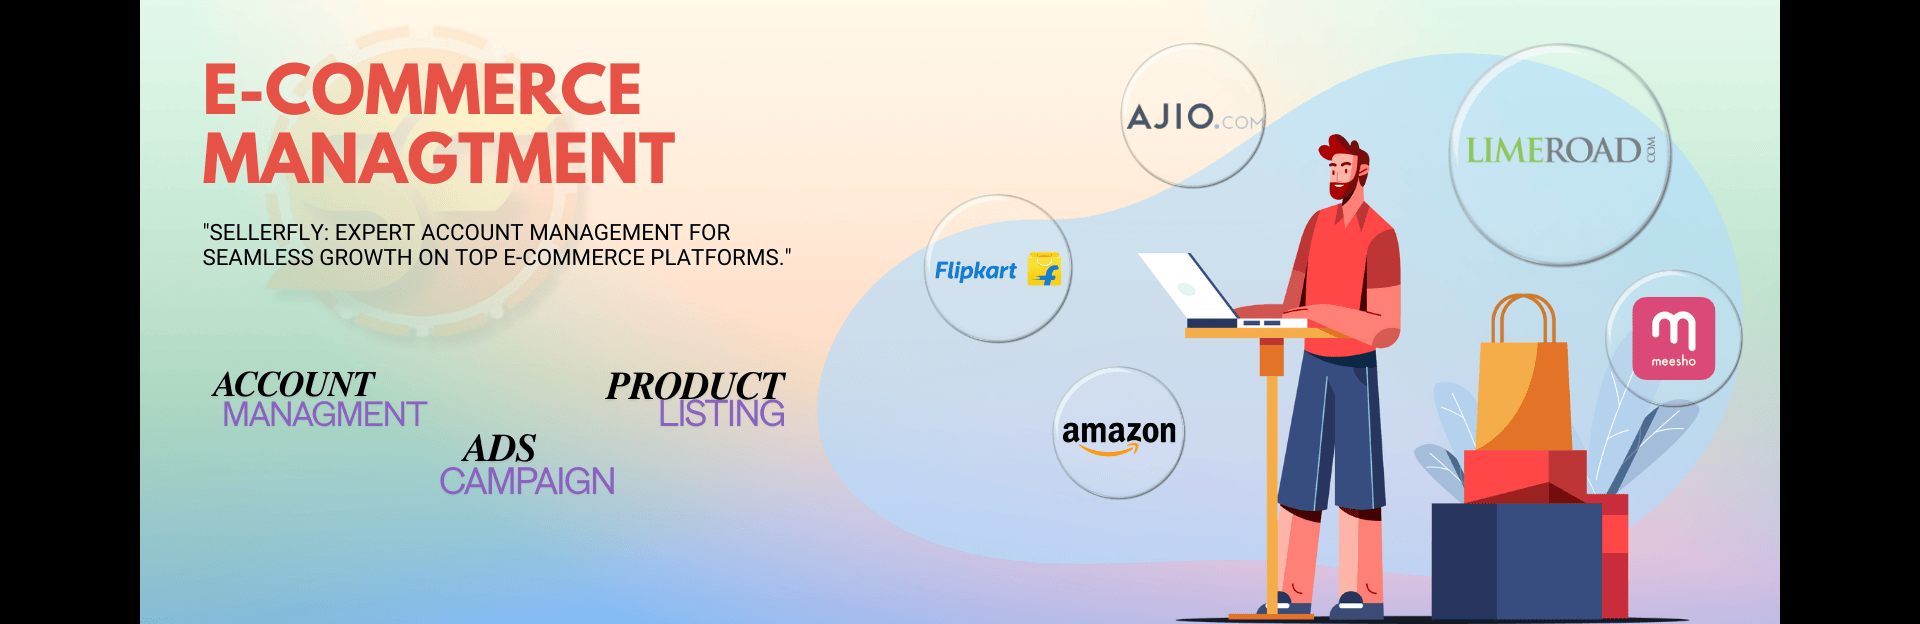 E-COMMERCE
MANAGTMENT
"SELLERFLY: EXPERT ACCOUNT MANAGEMENT FOR
SEAMLESS GROWTH ON TOP E-COMMERCE PLATFORMS."
ACCOUNT
MANAGMENT
PRODUCT
LISTING
ADS
CAMPAIGN
AJIO.COM
LIMEROAD.COM
Flipkart
meesho
amazon